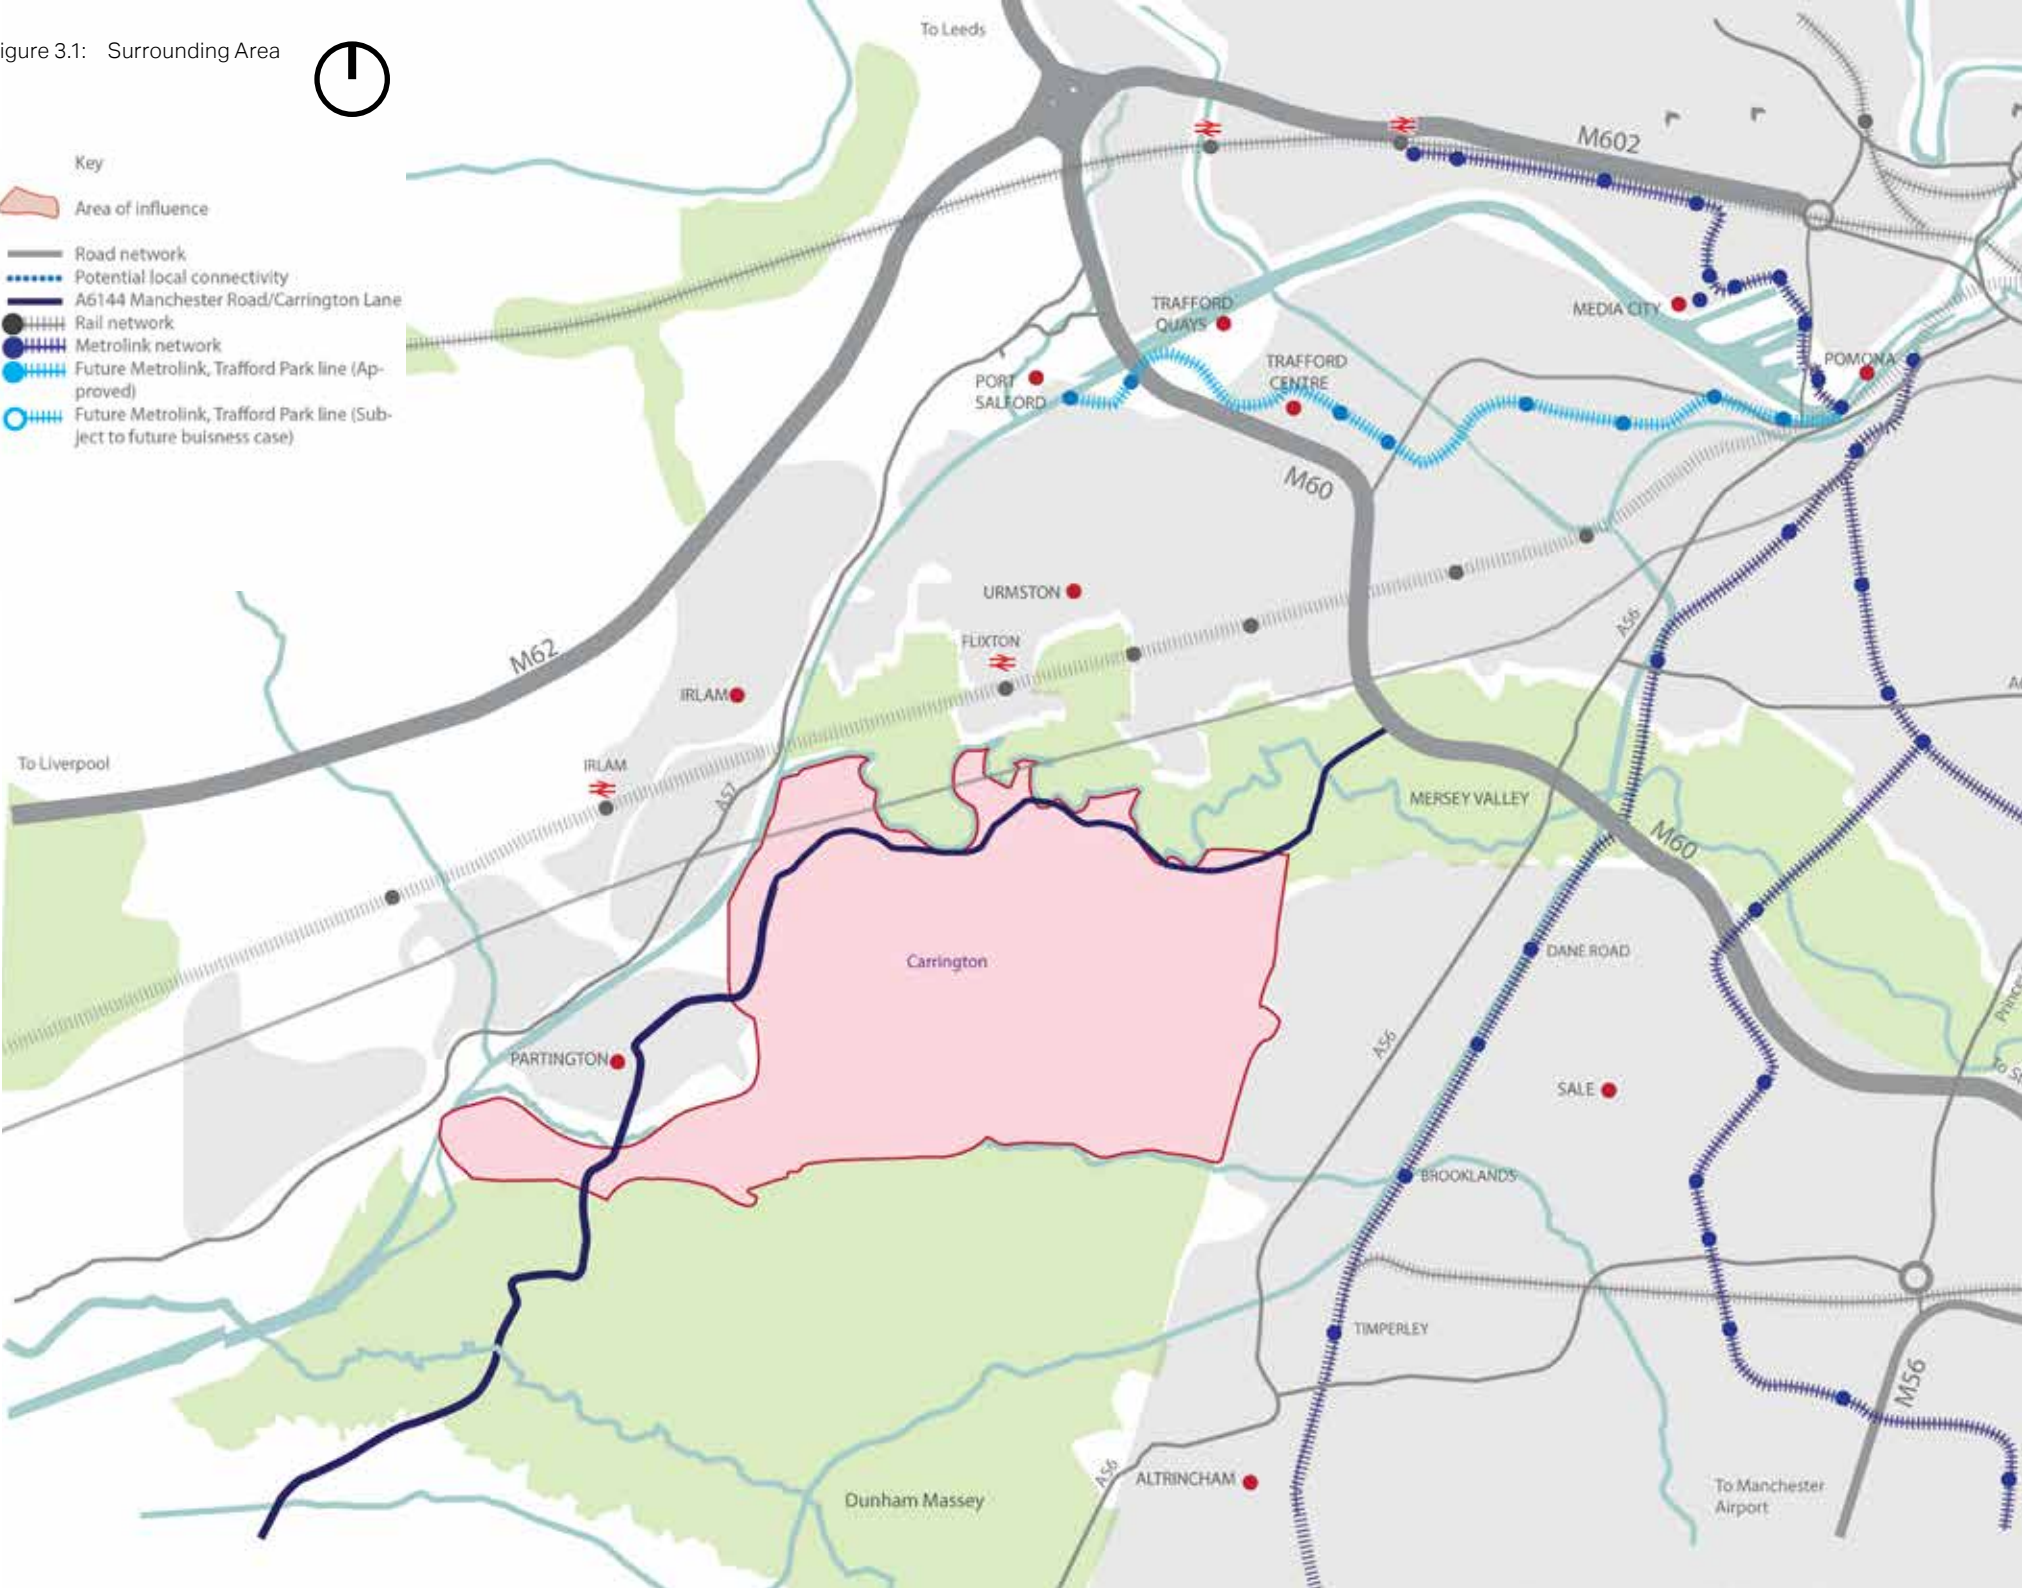 igure 3.1: Surrounding Area
Key
Area of influence
Road network
Potential local connectivity
A6144 Manchester Road/Carrington Lane
Rail network
Metrolink network
Future Metrolink, Trafford Park line (Ap-
proved)
Future Metrolink, Trafford Park line (Sub-
ject to future buisness case)
To Leeds
M602
TRAFFORD
QUAYS
MEDIA CITY
TRAFFORD
CENTRE
POMONA
PORT
SALFORD
M60
URMSTON
A56
FLIXTON
M62
IRLAM
To Liverpool
IRLAM
A57
MERSEY VALLEY
M60
DANE ROAD
Carrington
A56
PARTINGTON
SALE
BROOKLANDS
TIMPERLEY
M56
A56
ALTRINCHAM
Dunham Massey
To Manchester
Airport